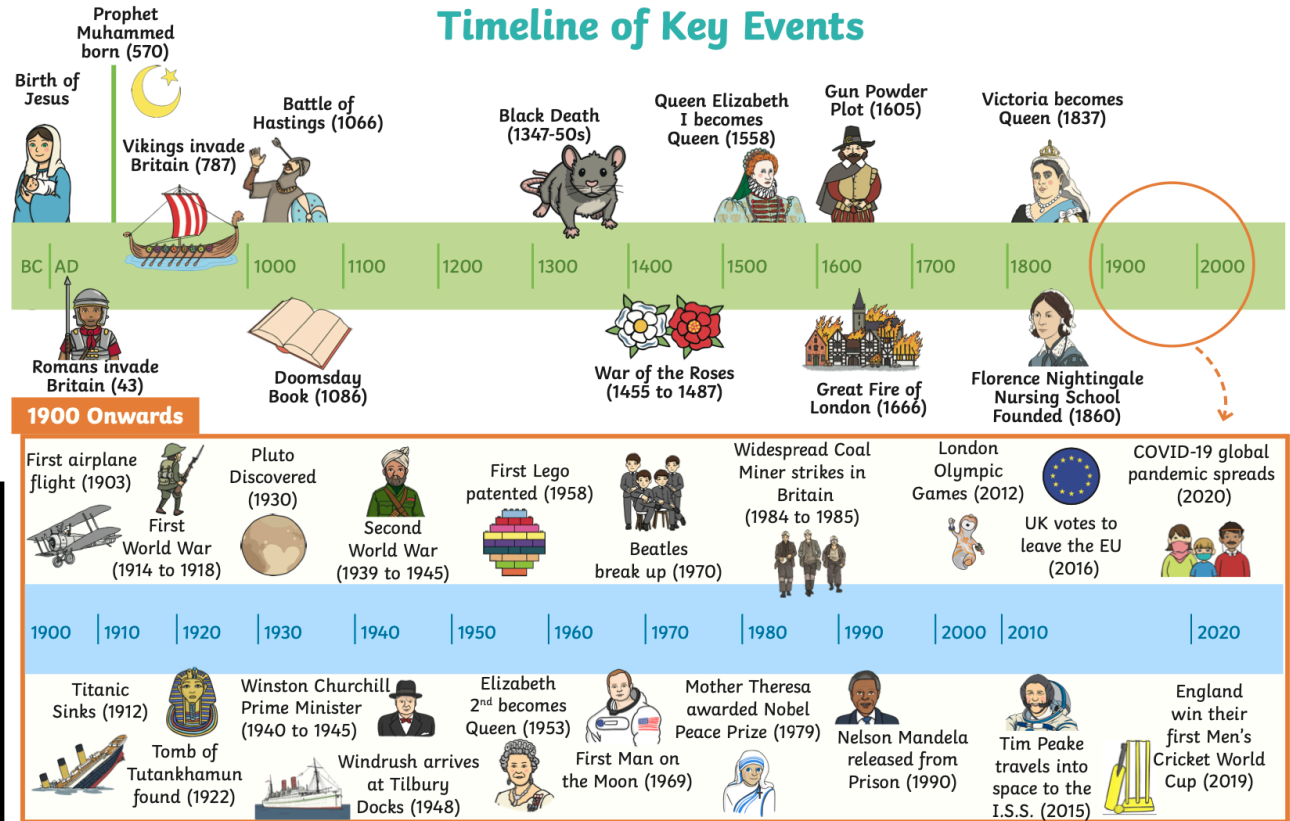 Timeline of Key Events
Prophet
Muhammed
born (570)
Birth of
Jesus
Vikings invade
Britain (787)
Battle of
Hastings (1066)
Black Death
(1347-50s)
Queen Elizabeth
I becomes
Queen (1558)
Gun Powder
Plot (1605)
Victoria becomes
Queen (1837)
BC AD 1000 1100 1200 1300 1400 1500 1600 1700 1800 1900 2000
Romans invade
Britain (43)
Doomsday
Book (1086)
War of the Roses
(1455 to 1487)
Great Fire of
London (1666)
Florence Nightingale
Nursing School
Founded (1860)
1900 Onwards
First airplane
flight (1903)
First
World War
(1914 to 1918)
Pluto
Discovered
(1930)
Second
World War
(1939 to 1945)
First Lego
patented (1958)
Beatles
break up (1970)
Widespread Coal
Miner strikes in
Britain
(1984 to 1985)
London
Olympic
Games (2012)
UK votes to
leave the EU
(2016)
COVID-19 global
pandemic spreads
(2020)
1900 1910 1920 1930 1940 1950 1960 1970 1980 1990 2000 2010 2020
Titanic
Sinks (1912)
Tomb of
Tutankhamun
found (1922)
Winston Churchill
Prime Minister
(1940 to 1945)
Windrush arrives
at Tilbury
Docks (1948)
Elizabeth
2nd becomes
Queen (1953)
First Man on
the Moon (1969)
Mother Theresa
awarded Nobel
Peace Prize (1979)
Nelson Mandela
released from
Prison (1990)
Tim Peake
travels into
space to the
I.S.S. (2015)
England
win their
first Men's
Cricket World
Cup (2019)